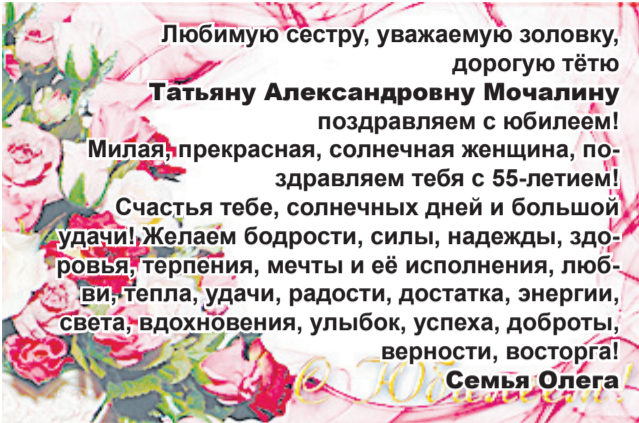 Любимую сестру, уважаемую золовку,
дорогую тётю
Татьяну Александровну Мочалину
поздравляем с юбилеем!
Милая, прекрасная, солнечная женщина, по-
здравляем тебя с 55-летием!
Счастья тебе, солнечных дней и большой
удачи! Желаем бодрости, силы, надежды, здо-
ровья, терпения, мечты и её исполнения, люб-
ви, тепла, удачи, радости, достатка, энергии,
света, вдохновения, улыбок, успеха, доброты,
верности, восторга!
Семья Олега
С Юбилеем!